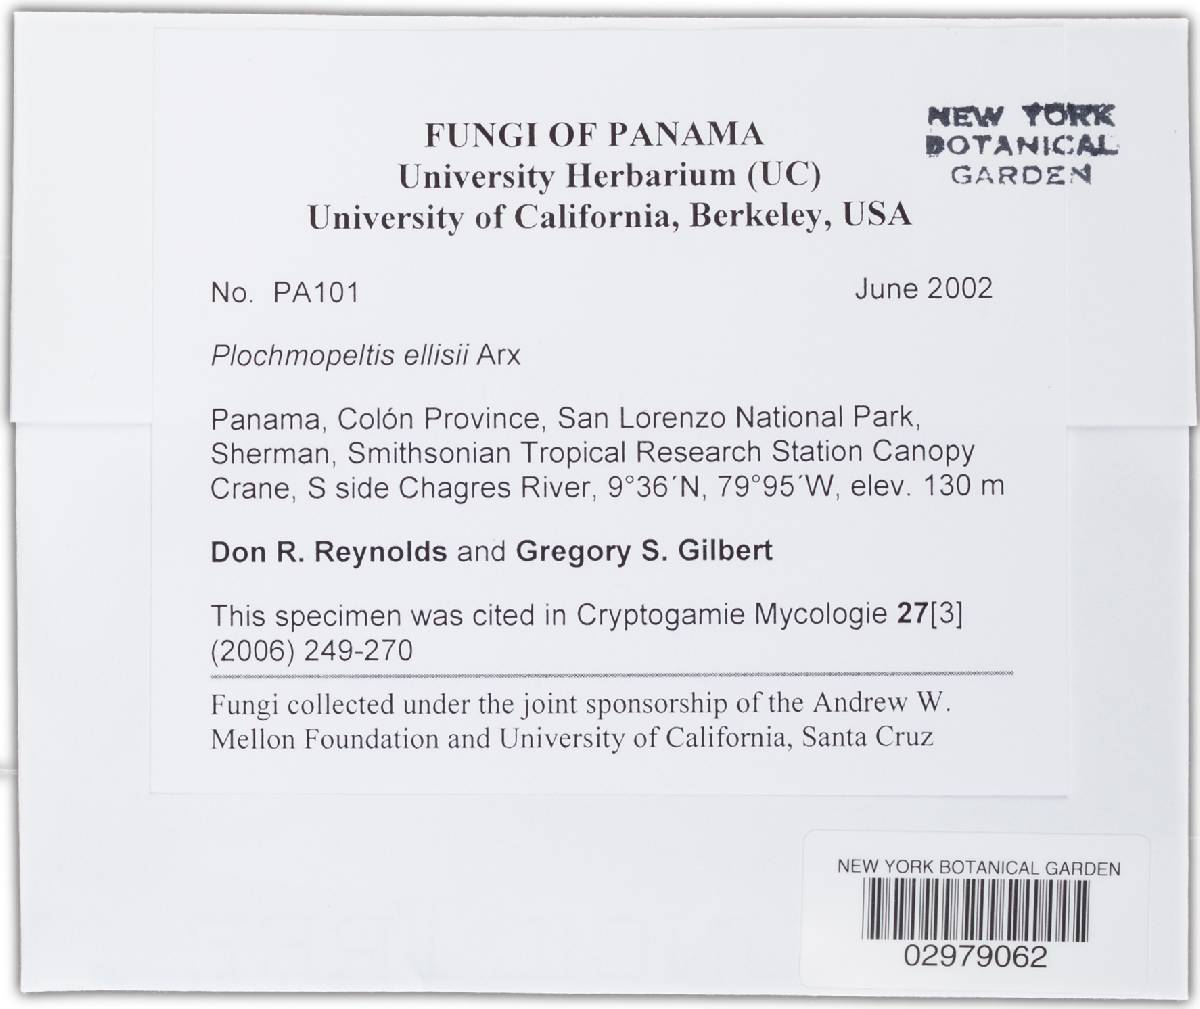 FUNGI OF PANAMA
University Herbarium (UC)
University of California, Berkeley, USA
NEW YORK
BOTANICAL
GARDEN
No. PA101 June 2002
Plochmopeltis ellisii Arx
Panama, Colón Province, San Lorenzo National Park,
Sherman, Smithsonian Tropical Research Station Canopy
Crane, S side Chagres River, 9°36´N, 79°95´W, elev. 130 m
Don R. Reynolds and Gregory S. Gilbert
This specimen was cited in Cryptogamie Mycologie 27[3]
(2006) 249-270
Fungi collected under the joint sponsorship of the Andrew W.
Mellon Foundation and University of California, Santa Cruz
NEW YORK BOTANICAL GARDEN
02979062